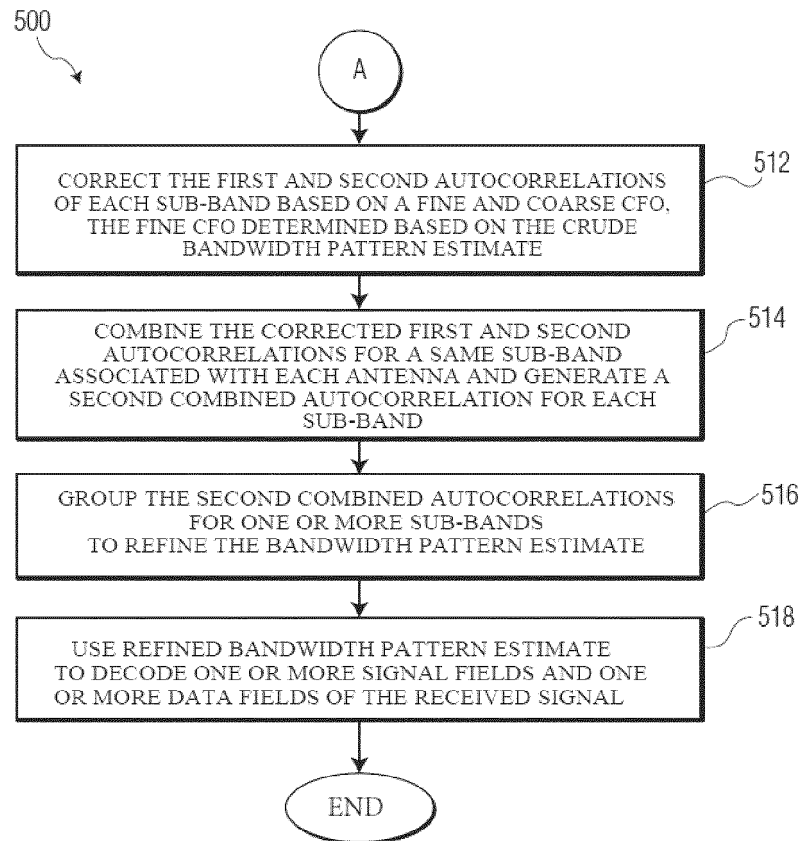 500
A
CORRECT THE FIRST AND SECOND AUTOCORRELATIONS
OF EACH SUB-BAND BASED ON A FINE AND COARSE CFO,
THE FINE CFO DETERMINED BASED ON THE CRUDE
BANDWIDTH PATTERN ESTIMATE
512
COMBINE THE CORRECTED FIRST AND SECOND
AUTOCORRELATIONS FOR A SAME SUB-BAND
ASSOCIATED WITH EACH ANTENNA AND GENERATE A
SECOND COMBINED AUTOCORRELATION FOR EACH
SUB-BAND
514
GROUP THE SECOND COMBINED AUTOCORRELATIONS
FOR ONE OR MORE SUB-BANDS
TO REFINE THE BANDWIDTH PATTERN ESTIMATE
516
USE REFINED BANDWIDTH PATTERN ESTIMATE
TO DECODE ONE OR MORE SIGNAL FIELDS AND ONE
OR MORE DATA FIELDS OF THE RECEIVED SIGNAL
518
END